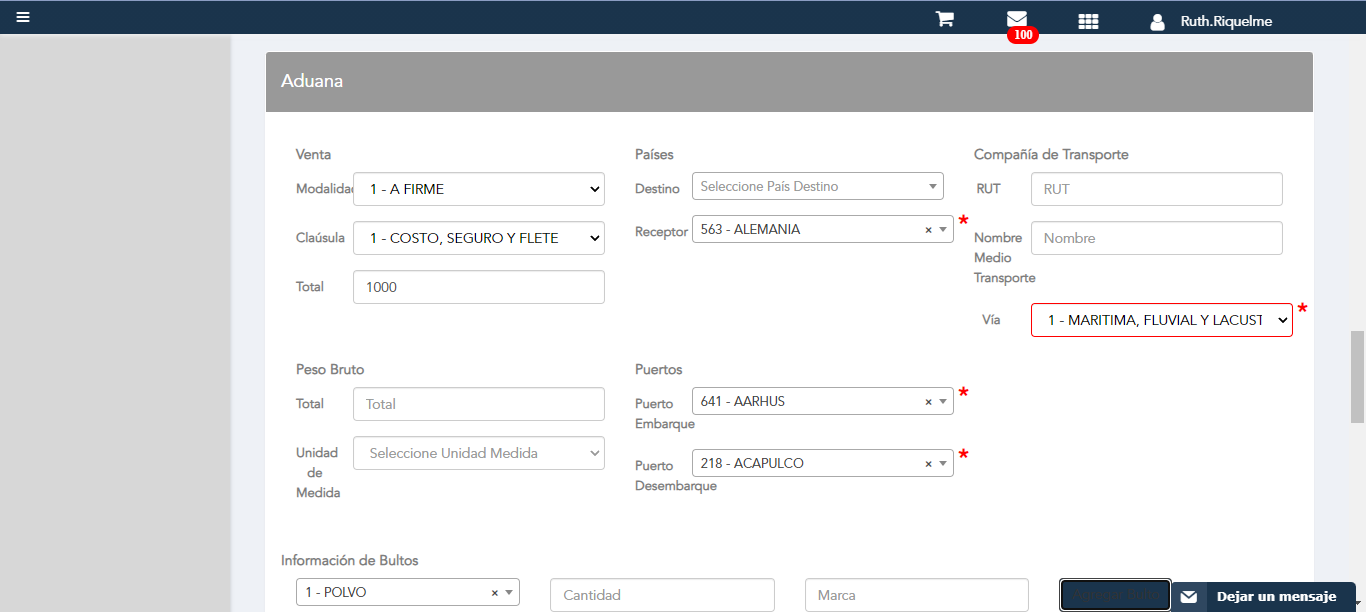 Ruth.Riquelme
100
Aduana
Venta
Modalidad
1 - A FIRME
Claúsula
1 - COSTO, SEGURO Y FLETE
Total
1000
Países
Destino
Seleccione País Destino
Receptor
563 - ALEMANIA
× 
*
Compañía de Transporte
RUT
RUT
Nombre
Medio
Transporte
Nombre
Vía
1 - MARITIMA, FLUVIAL Y LACUST
*
Peso Bruto
Total
Total
Unidad
de
Medida
Seleccione Unidad Medida
Puertos
Puerto
Embarque
641 - AARHUS
×
*
Puerto
Desembarque
218 - ACAPULCO
×
*
Información de Bultos
1 - POLVO
×
Cantidad
Marca
Dejar un mensaje